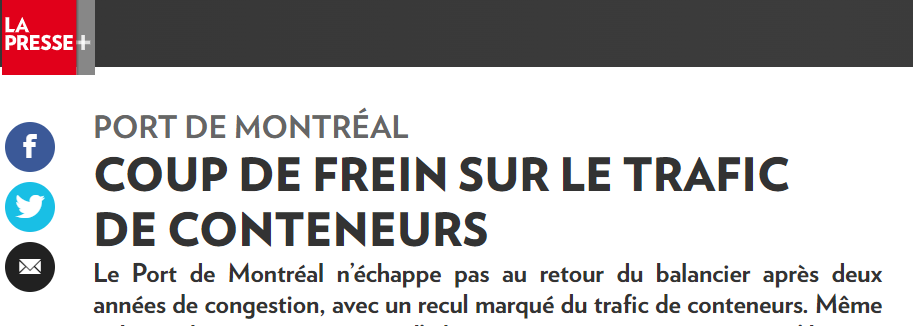 LA
PRESSE+
PORT DE MONTRÉAL
COUP DE FREIN SUR LE TRAFIC
DE CONTENEURS
Le Port de Montréal n’échappe pas au retour du balancier après deux
années de congestion, avec un recul marqué du trafic de conteneurs. Même